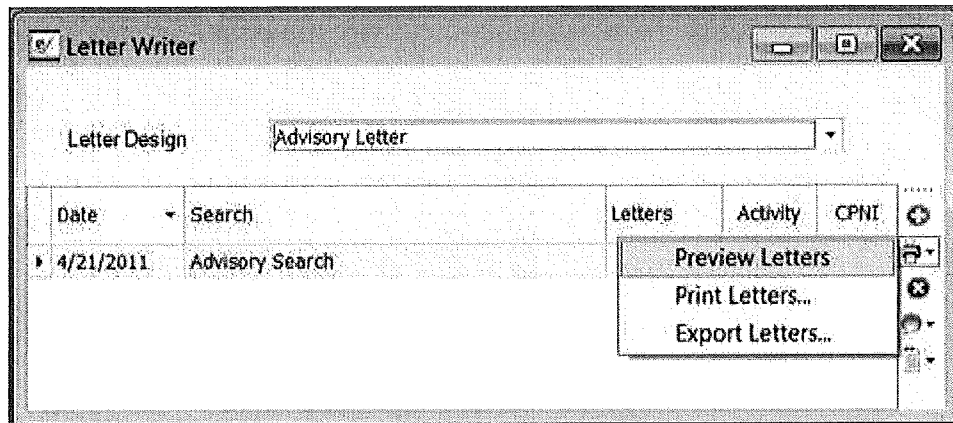 Letter Writer
Letter Design Advisory Letter
Date Search Letters Activity CPNI
4/21/2011 Advisory Search
Preview Letters
Print Letters...
Export Letters...